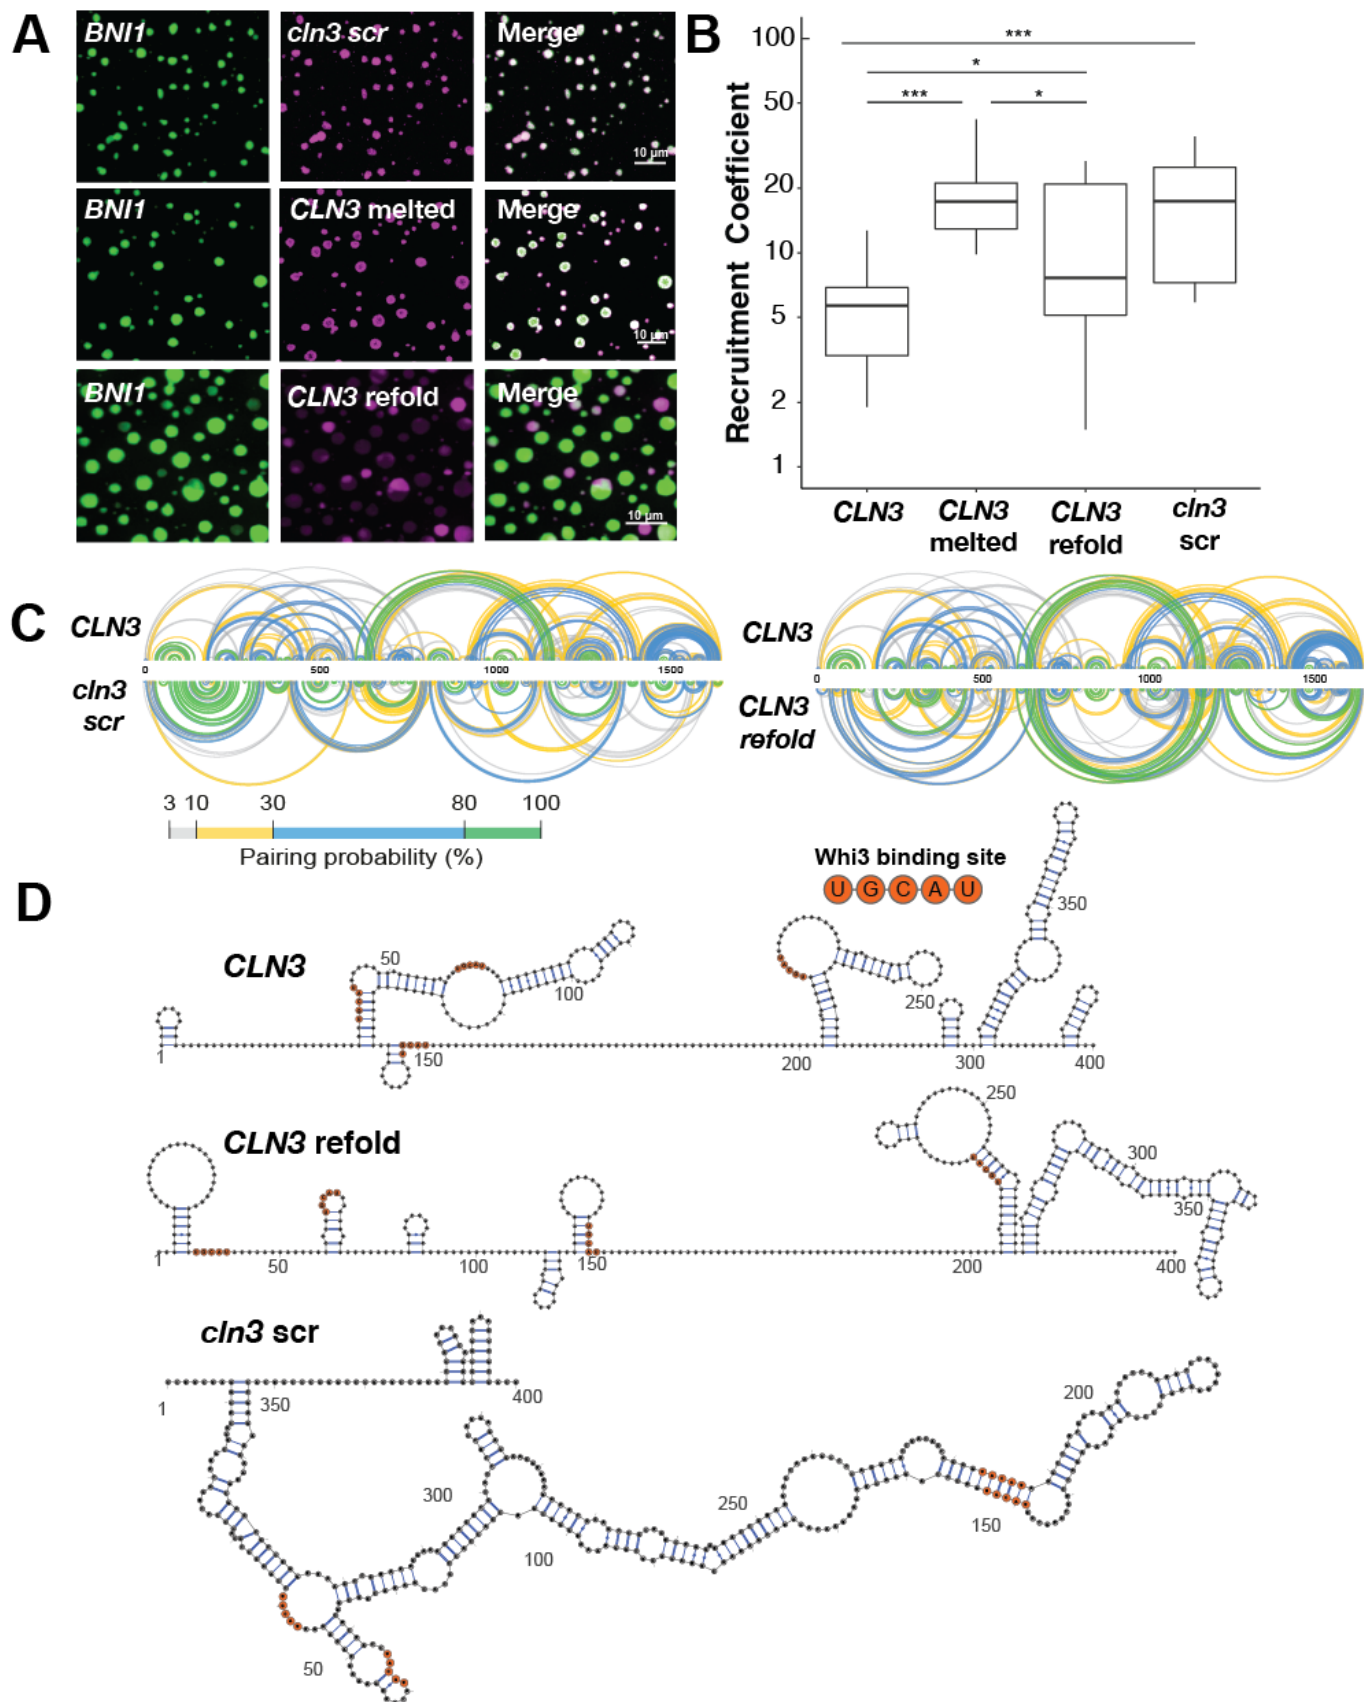 A
BNI1
cln3 scr
Merge
10 µm
BNI1
CLN3 melted
Merge
10 µm
BNI1
CLN3 refold
Merge
10 µm
B
Recruitment Coefficient
100
50
20
10
5
2
1
***
*
***
*
CLN3
CLN3 melted
CLN3 refold
cln3 scr
C
CLN3
0 500 1000 1500
cln3
scr
CLN3
0 500 1000 1500
CLN3
refold
3 10 30 80 100
Pairing probability (%)
D
Whi3 binding site
U G C A U
CLN3
1 50 100 150 200 250 300 350 400
CLN3 refold
1 50 100 150 200 250 300 350 400
cln3 scr
1 350 400
300 250 200
100 150
50